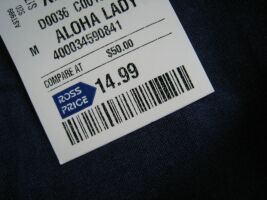 D0036
ALOHA LADY
M 400034590841
COMPARE AT $50.00
ROSS PRICE 14.99